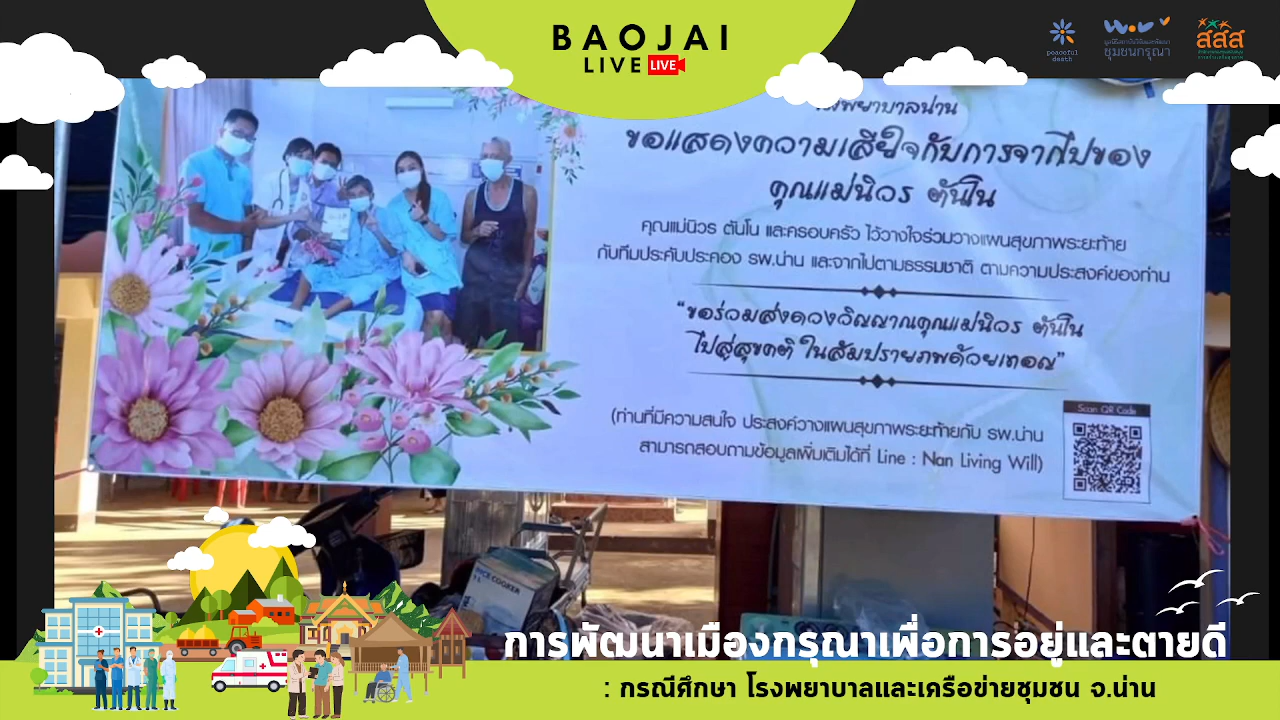 BAOJAI
LIVE LIVE
peaceful
death
ชุมชนกรุณา
สสส
โรงพยาบาลน่าน
ขอแสดงความเสียใจกับการจากไปของ
คุณแม่นิวร ตันโน
คุณแม่นิวร ตันโน และครอบครัว ไว้วางใจร่วมวางแผนสุขภาพระยะท้าย
กับทีมประคับประคอง รพ.น่าน และจากไปตามธรรมชาติ ตามความประสงค์ของท่าน
“ขอร่วมส่งดวงวิญญาณคุณแม่นิวร ตันโน
ไปสู่สุขคติ ในสัมปรายภพด้วยเทอญ”
(ท่านที่มีความสนใจ ประสงค์วางแผนสุขภาพระยะท้ายกับ รพ.น่าน
สามารถสอบถามข้อมูลเพิ่มเติมได้ที่ Line : Nan Living Will)
Scan QR Code
RICE COOKER
การพัฒนาเมืองกรุณาเพื่อการอยู่และตายดี
: กรณีศึกษา โรงพยาบาลและเครือข่ายชุมชน จ.น่าน